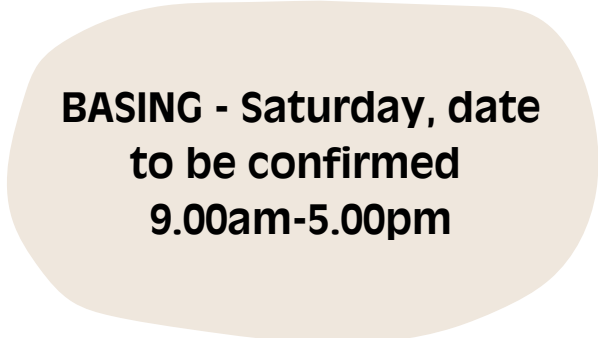 BASING - Saturday, date
to be confirmed
9.00am-5.00pm